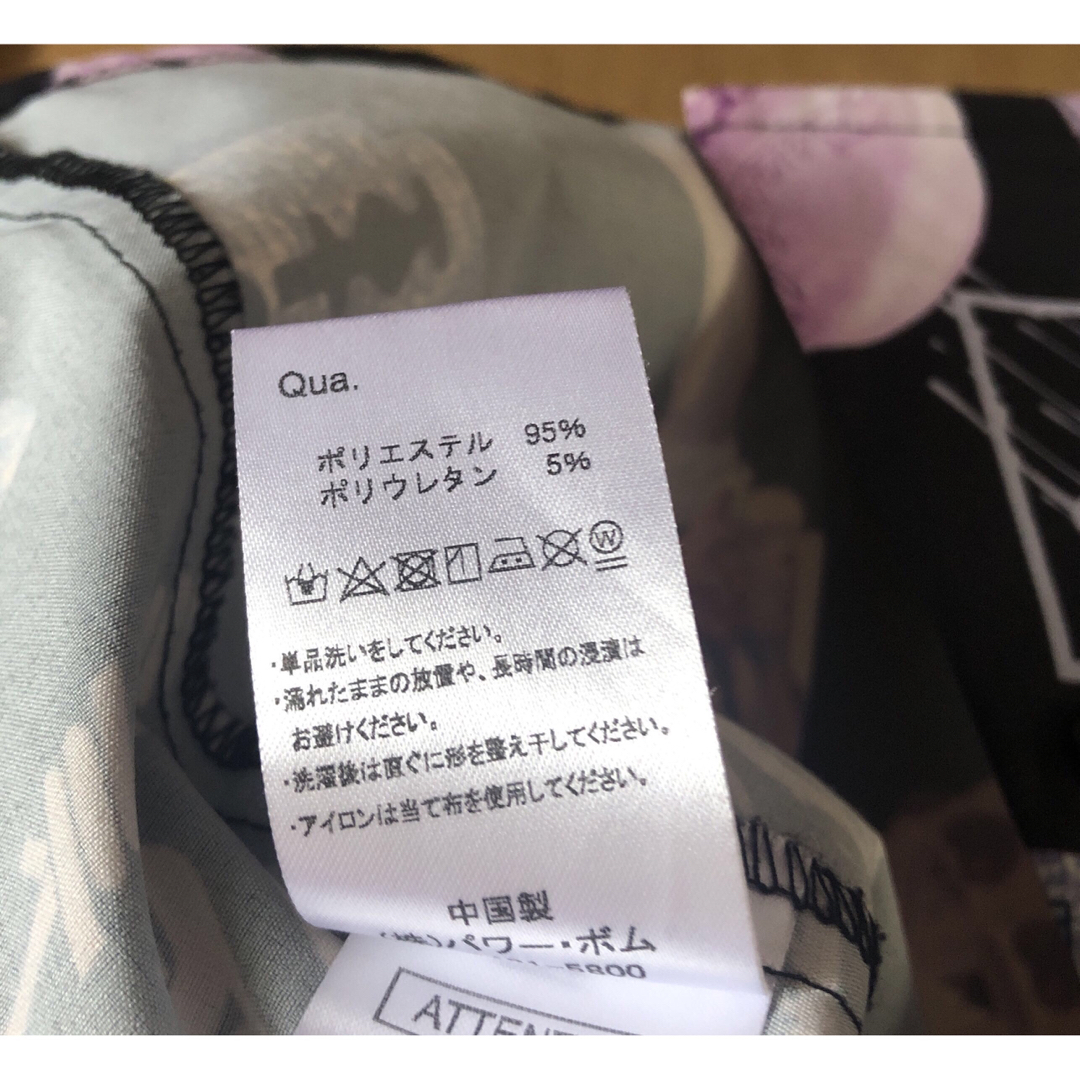 Qua.
ポリエステル 95%
ポリウレタン 5%
W
・単品洗いをしてください。
・濡れたままの放置や、長時間の浸漬は
お避けください。
・洗濯後は直ぐに形を整え干してください。
・アイロンは当て布を使用してください。
中国製
(株)パワー・ボム
-5800